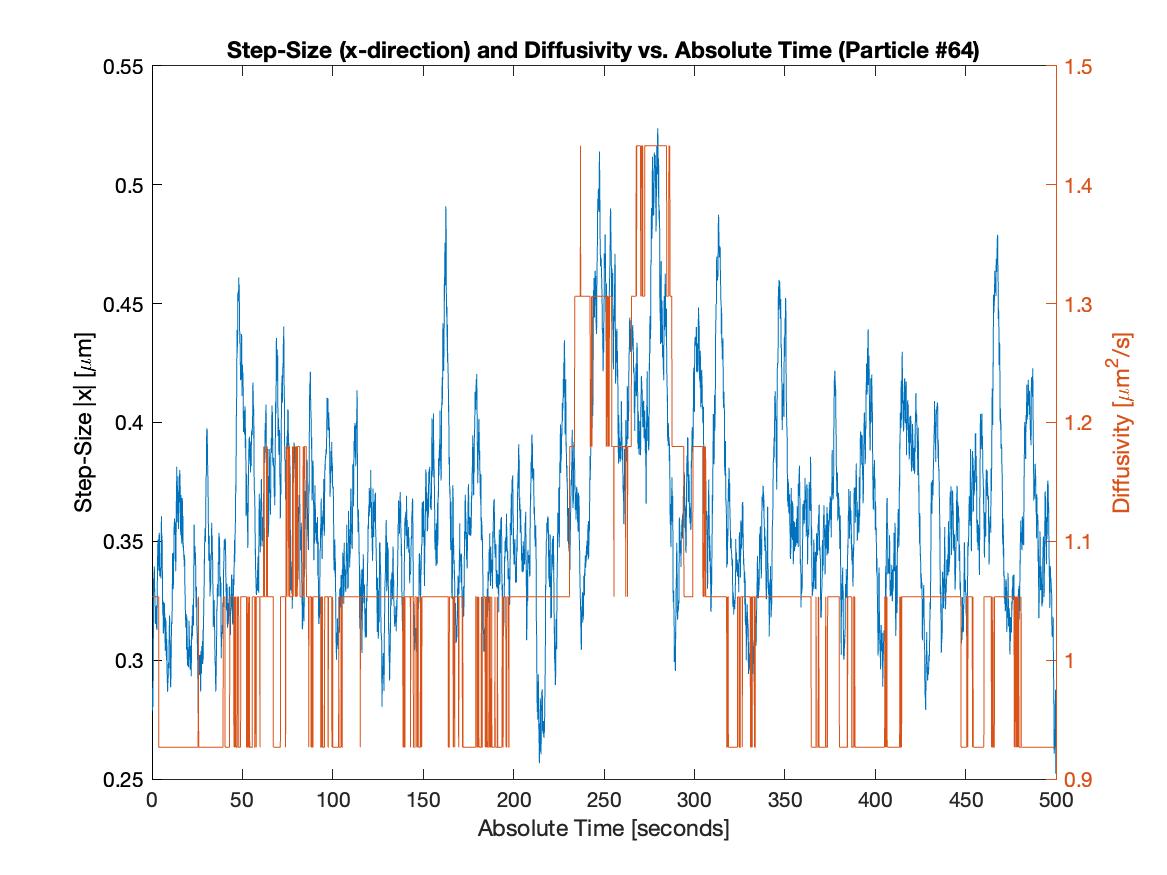 Step-Size (x-direction) and Diffusivity vs. Absolute Time (Particle #64)
0.55
0.5
0.45
0.4
0.35
0.3
0.25
Step-Size |x| [μm]
1.5
1.4
1.3
1.2
1.1
1
0.9
Diffusivity [μm²/s]
0 50 100 150 200 250 300 350 400 450 500
Absolute Time [seconds]